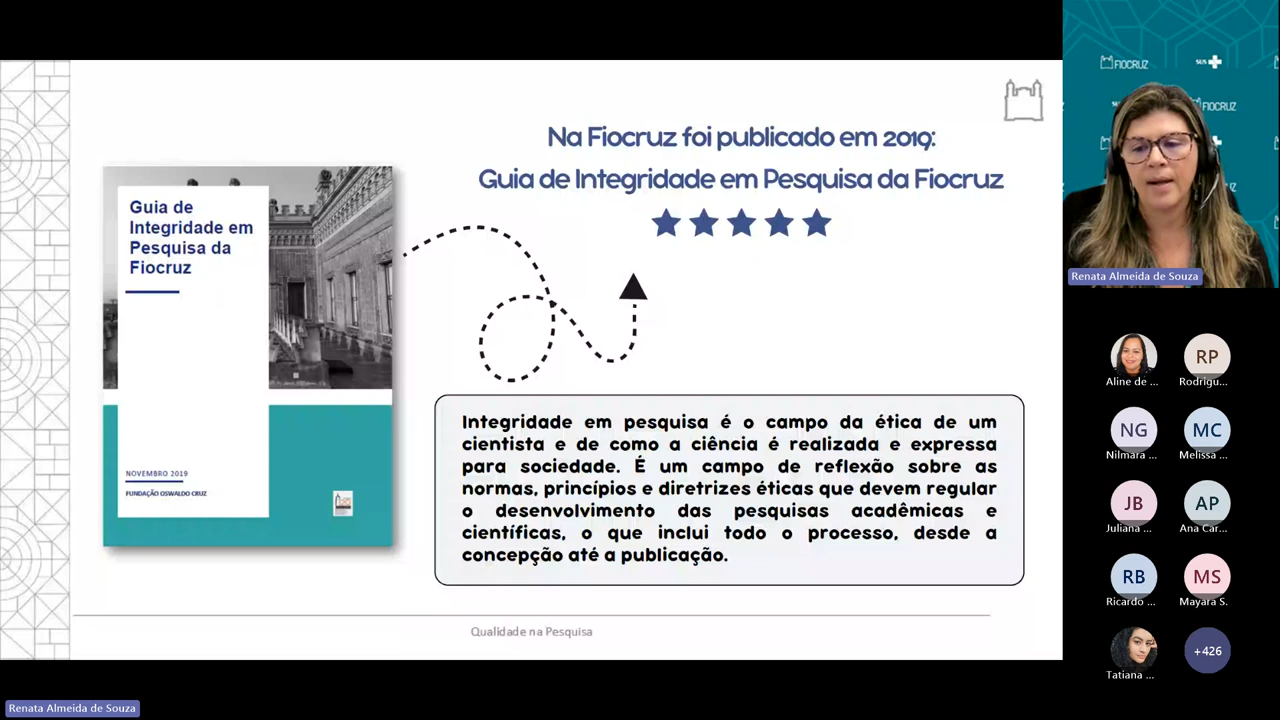 Na Fiocruz foi publicado em 2019:
Guia de Integridade em Pesquisa da Fiocruz
Guia de
Integridade em
Pesquisa da
Fiocruz
NOVEMBRO 2019
FUNDAÇÃO OSWALDO CRUZ
Integridade em pesquisa é o campo da ética de um
cientista e de como a ciência é realizada e expressa
para sociedade. É um campo de reflexão sobre as
normas, princípios e diretrizes éticas que devem regular
o desenvolvimento das pesquisas acadêmicas e
científicas, o que inclui todo o processo, desde a
concepção até a publicação.
Qualidade na Pesquisa
Renata Almeida de Souza
FIOCRUZ
SUS
FIOCRUZ
Renata Almeida de Souza
Aline de ...
RP
Rodrigu...
NG
Nilmara ...
MC
Melissa ...
JB
Juliana ...
AP
Ana Car...
RB
Ricardo ...
MS
Mayara S.
Tatiana ...
+426